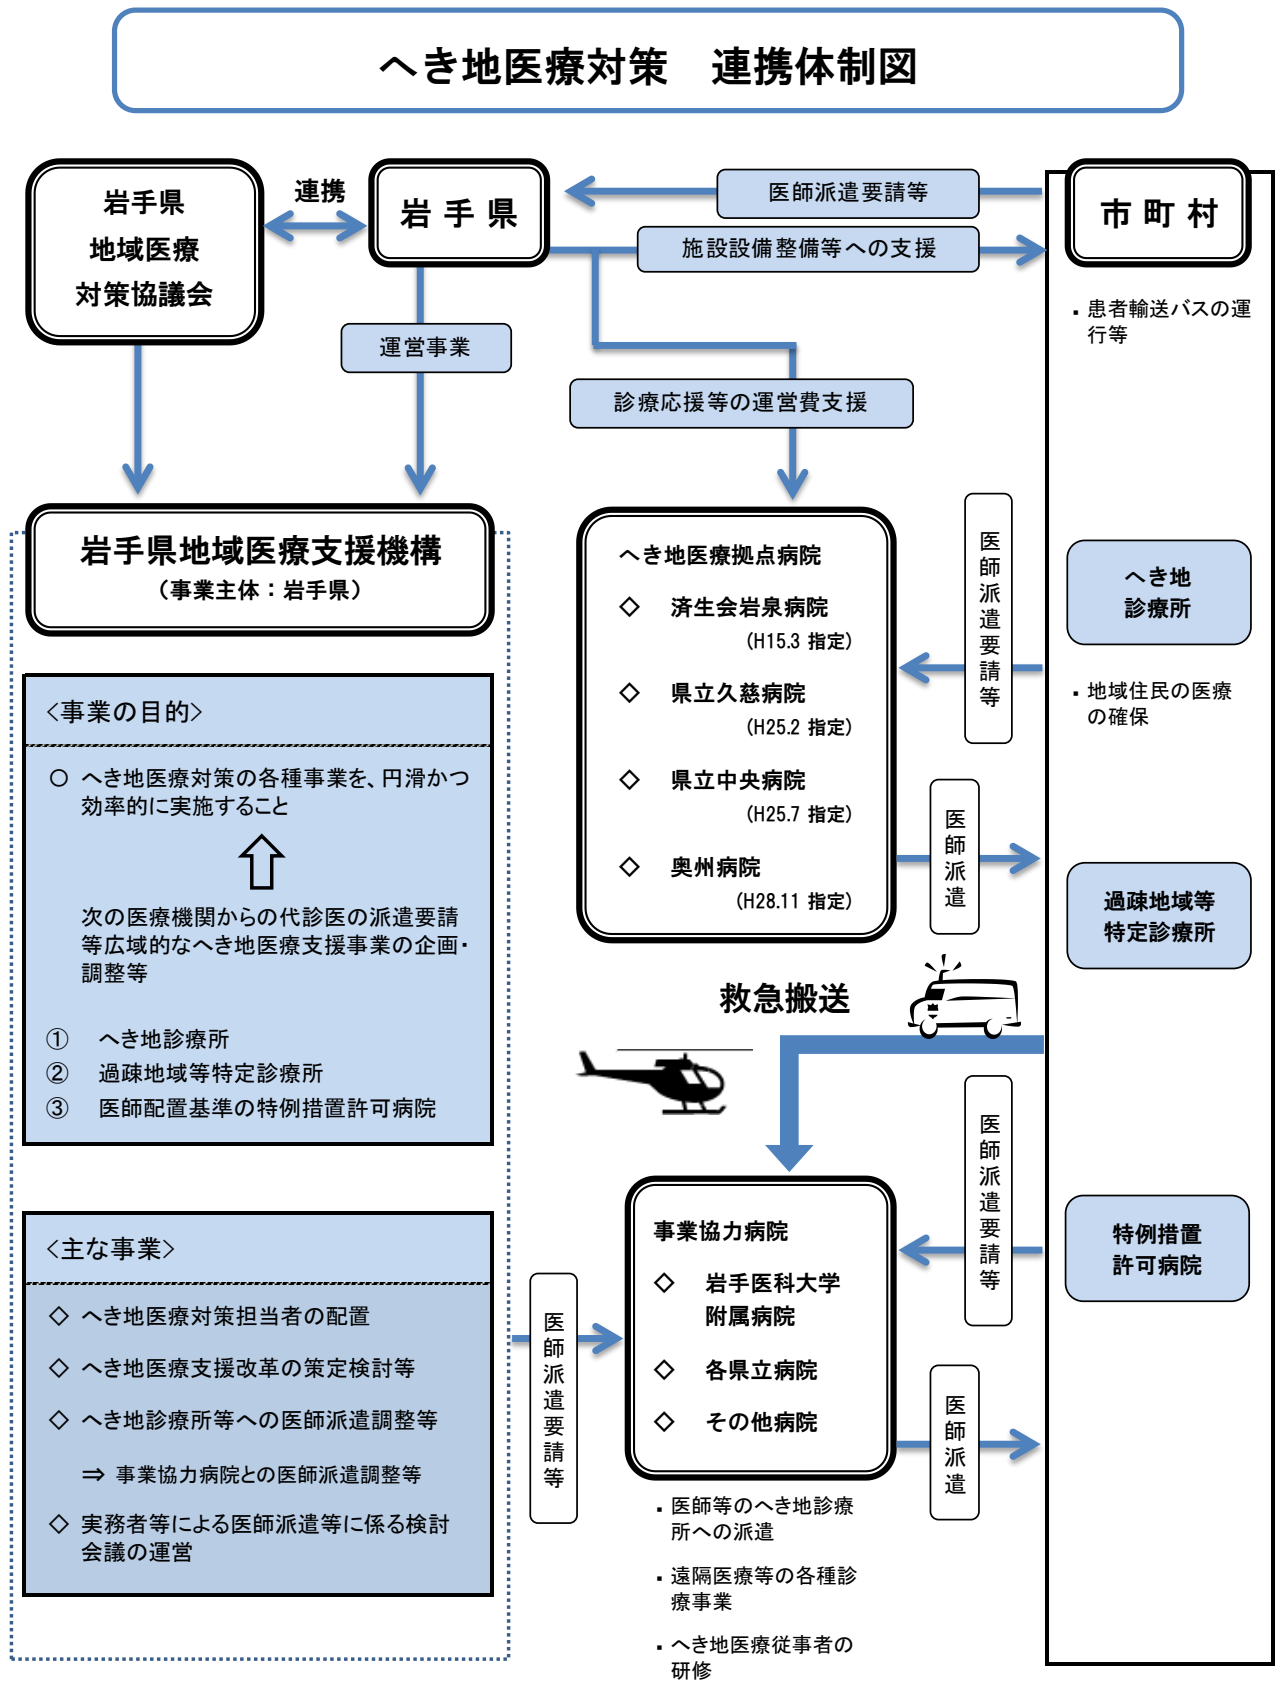 へき地医療対策　連携体制図
岩手県
地域医療
対策協議会
連携
岩手県
医師派遣要請等
施設設備整備等への支援
市町村
▪ 患者輸送バスの運
行等
運営事業
診療応援等の運営費支援
岩手県地域医療支援機構
（事業主体：岩手県）
<事業の目的>
○ へき地医療対策の各種事業を、円滑かつ
効率的に実施すること
次の医療機関からの代診医の派遣要請
等広域的なへき地医療支援事業の企画・
調整等
① へき地診療所
② 過疎地域等特定診療所
③ 医師配置基準の特例措置許可病院
<主な事業>
◇ へき地医療対策担当者の配置
◇ へき地医療支援改革の策定検討等
◇ へき地診療所等への医師派遣調整等
⇒ 事業協力病院との医師派遣調整等
◇ 実務者等による医師派遣等に係る検討
会議の運営
医師派遣要請等
へき地医療拠点病院
◇ 済生会岩泉病院
（H15.3 指定）
◇ 県立久慈病院
（H25.2 指定）
◇ 県立中央病院
（H25.7 指定）
◇ 奥州病院
（H28.11 指定）
医師派遣要請等
医師派遣
へき地
診療所
▪ 地域住民の医療
の確保
過疎地域等
特定診療所
救急搬送
事業協力病院
◇ 岩手医科大学
附属病院
◇ 各県立病院
◇ その他病院
医師派遣要請等
医師派遣
特例措置
許可病院
▪ 医師等のへき地診療
所への派遣
▪ 遠隔医療等の各種診
療事業
▪ へき地医療従事者の
研修